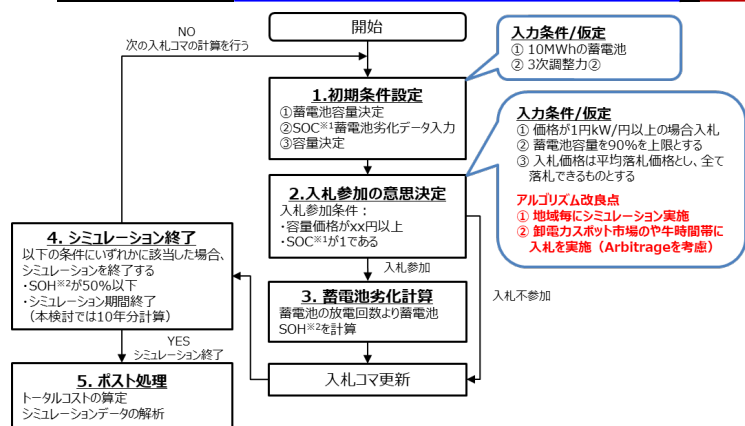 開始
NO
次の入札コマの計算を行う
入力条件/仮定
① 10MWhの蓄電池
② 3次調整力②
1.初期条件設定
①蓄電池容量決定
②SOC※1蓄電池劣化データ入力
③容量決定
入力条件/仮定
① 価格が1円kW/円以上の場合入札
② 蓄電池容量を90%を上限とする
③ 入札価格は平均落札価格とし、全て
落札できるものとする
アルゴリズム改良点
① 地域毎にシミュレーション実施
② 卸電力スポット市場のや牛時間帯に
入札を実施（Arbitrageを考慮）
2.入札参加の意思決定
入札参加条件：
・容量価格がxx円以上
・SOC※1が1である
入札参加
入札不参加
3. 蓄電池劣化計算
蓄電池の放電回数より蓄電池
SOH※2を計算
入札コマ更新
4. シミュレーション終了
以下の条件にいずれかに該当した場合、
シミュレーションを終了する
・SOH※2が50%以下
・シミュレーション期間終了
（本検討では10年分計算）
YES
シミュレーション終了
5. ポスト処理
トータルコストの算定
シミュレーションデータの解析